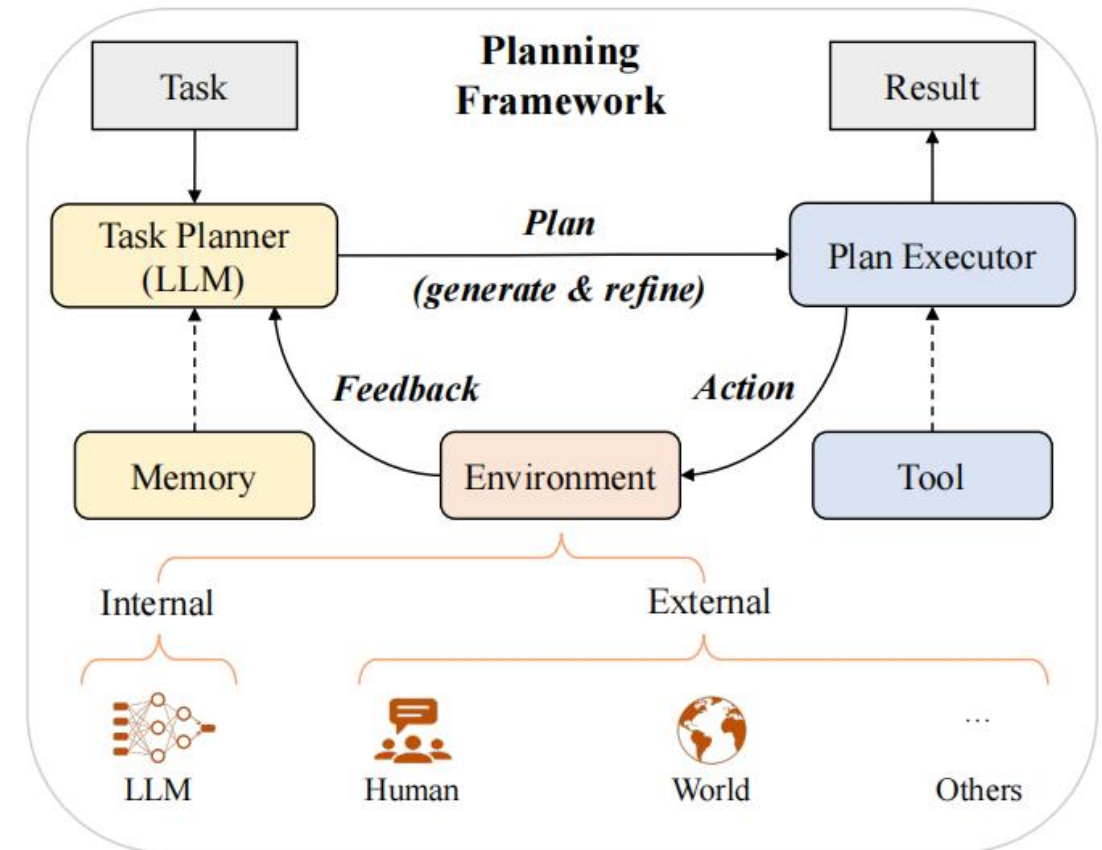 Planning
Framework
Task
Result
Task Planner
(LLM)
Plan
(generate & refine)
Plan Executor
Feedback
Action
Memory
Environment
Tool
Internal
External
LLM
Human
World
...
Others